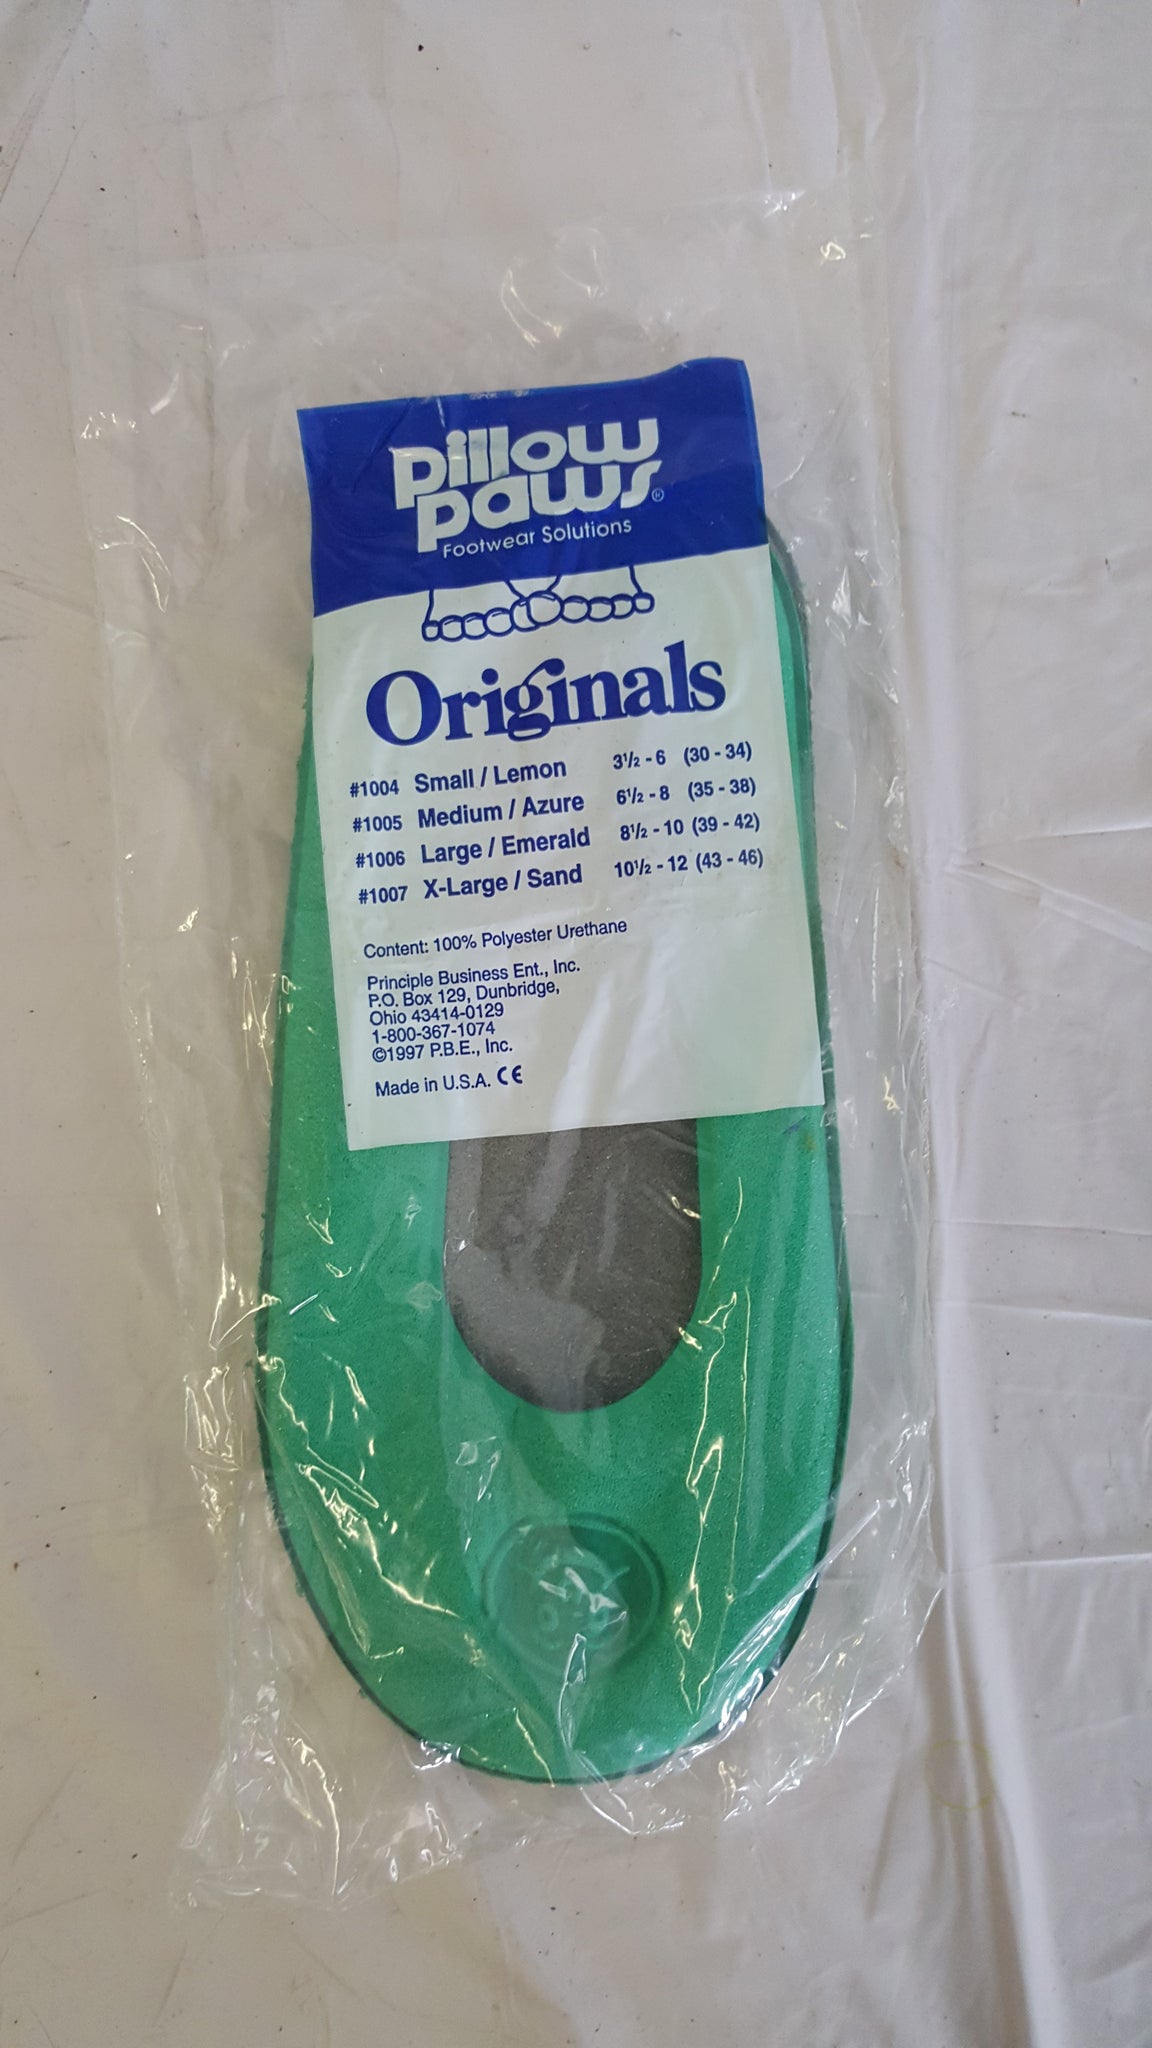 pillow
paws®
Footwear Solutions
Originals
#1004 Small / Lemon 3½ - 6 (30 - 34)
#1005 Medium / Azure 6½ - 8 (35 - 38)
#1006 Large / Emerald 8½ - 10 (39 - 42)
#1007 X-Large / Sand 10½ - 12 (43 - 46)
Content: 100% Polyester Urethane
Principle Business Ent., Inc.
P.O. Box 129, Dunbridge,
Ohio 43414-0129
1-800-367-1074
©1997 P.B.E., Inc.
Made in U.S.A. CE